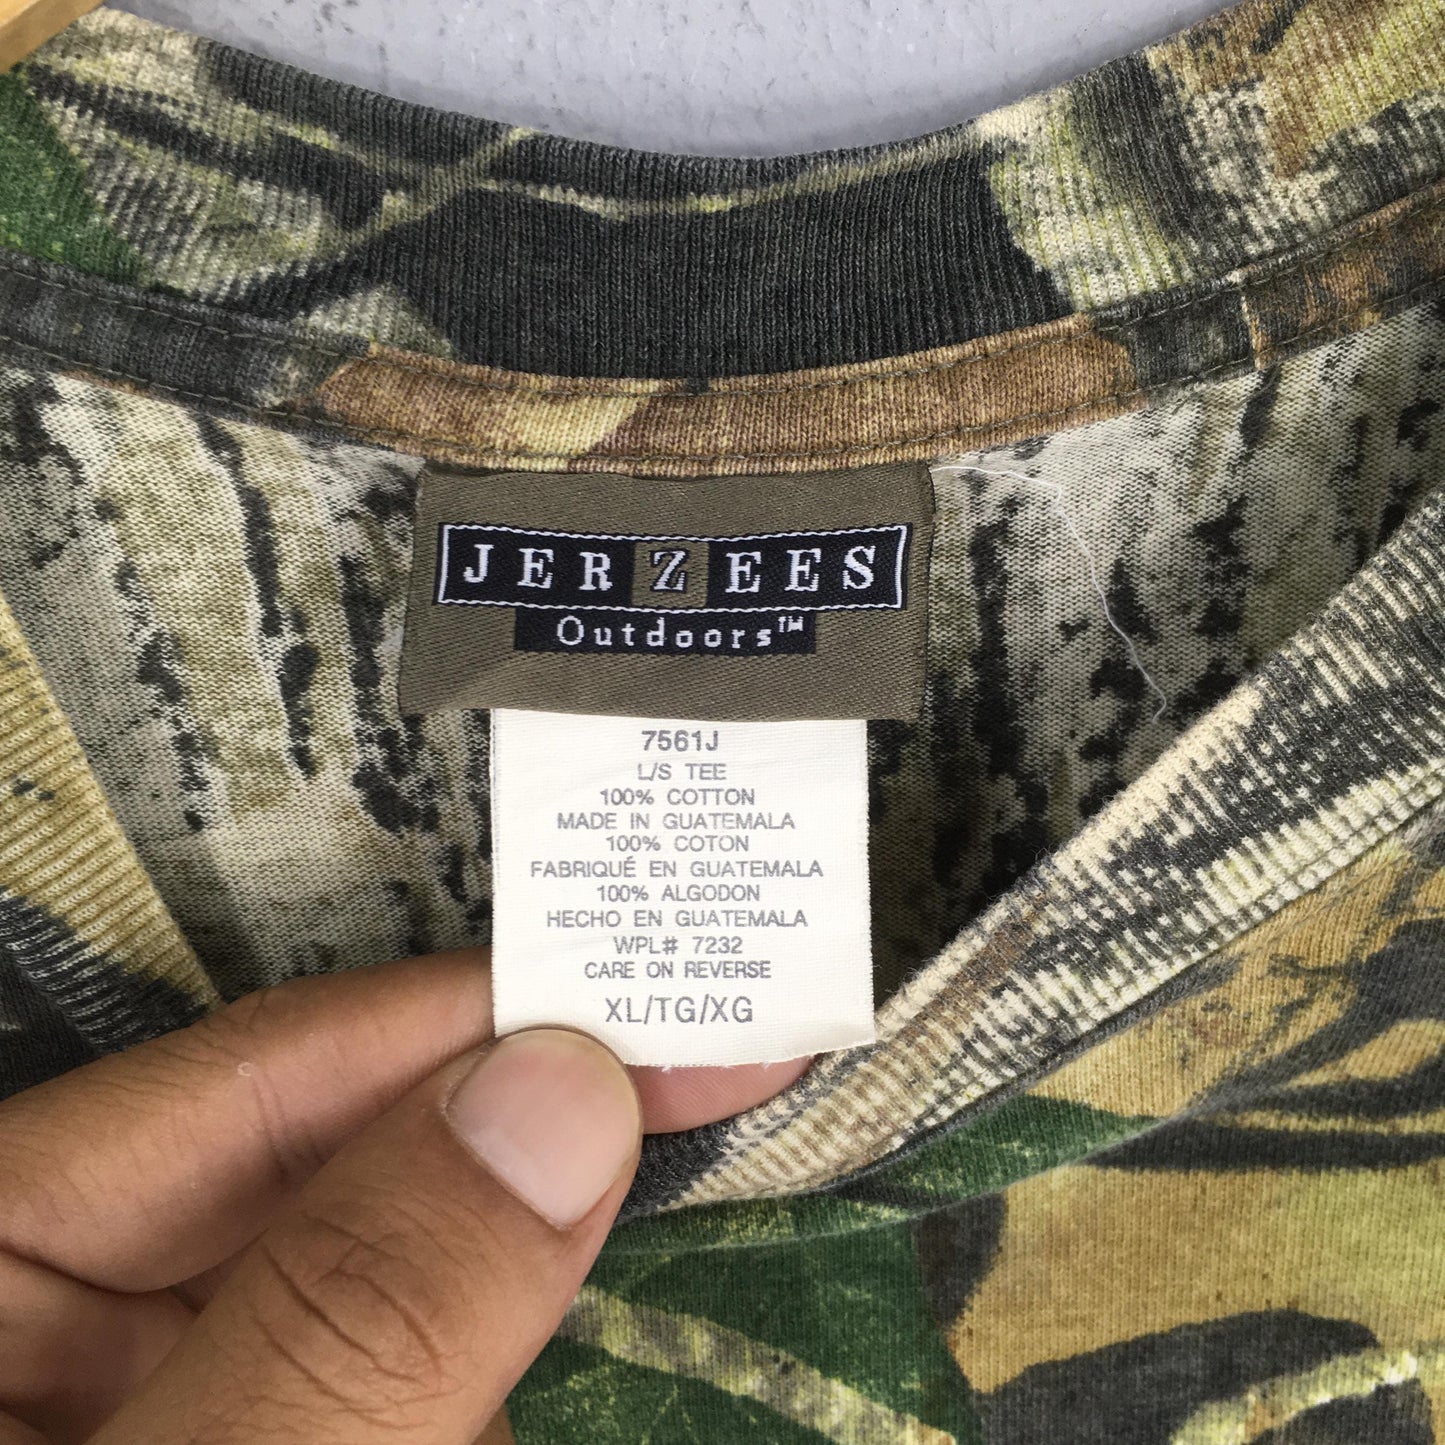 JERZEES
Outdoors™
7561J
L/S TEE
100% COTTON
MADE IN GUATEMALA
100% COTON
FABRIQUÉ EN GUATEMALA
100% ALGODON
HECHO EN GUATEMALA
WPL# 7232
CARE ON REVERSE
XL/TG/XG